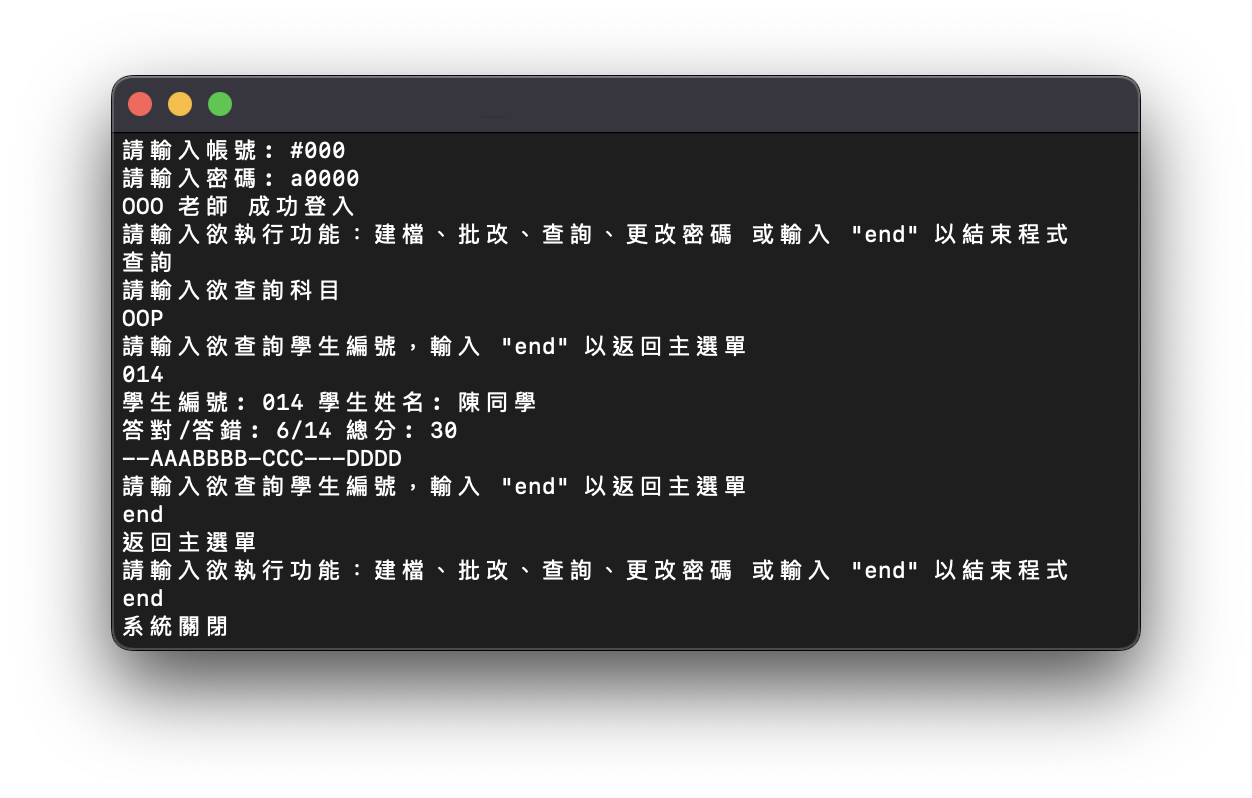 請輸入帳號: #000
請輸入密碼: a0000
OOO 老師 成功登入
請輸入欲執行功能：建檔、批改、查詢、更改密碼 或輸入 "end" 以結束程式
查詢
請輸入欲查詢科目
OOP
請輸入欲查詢學生編號，輸入 "end" 以返回主選單
014
學生編號: 014 學生姓名: 陳同學
答對/答錯: 6/14 總分: 30
--AAABBBB-CCC---DDDD
請輸入欲查詢學生編號，輸入 "end" 以返回主選單
end
返回主選單
請輸入欲執行功能：建檔、批改、查詢、更改密碼 或輸入 "end" 以結束程式
end
系統關閉